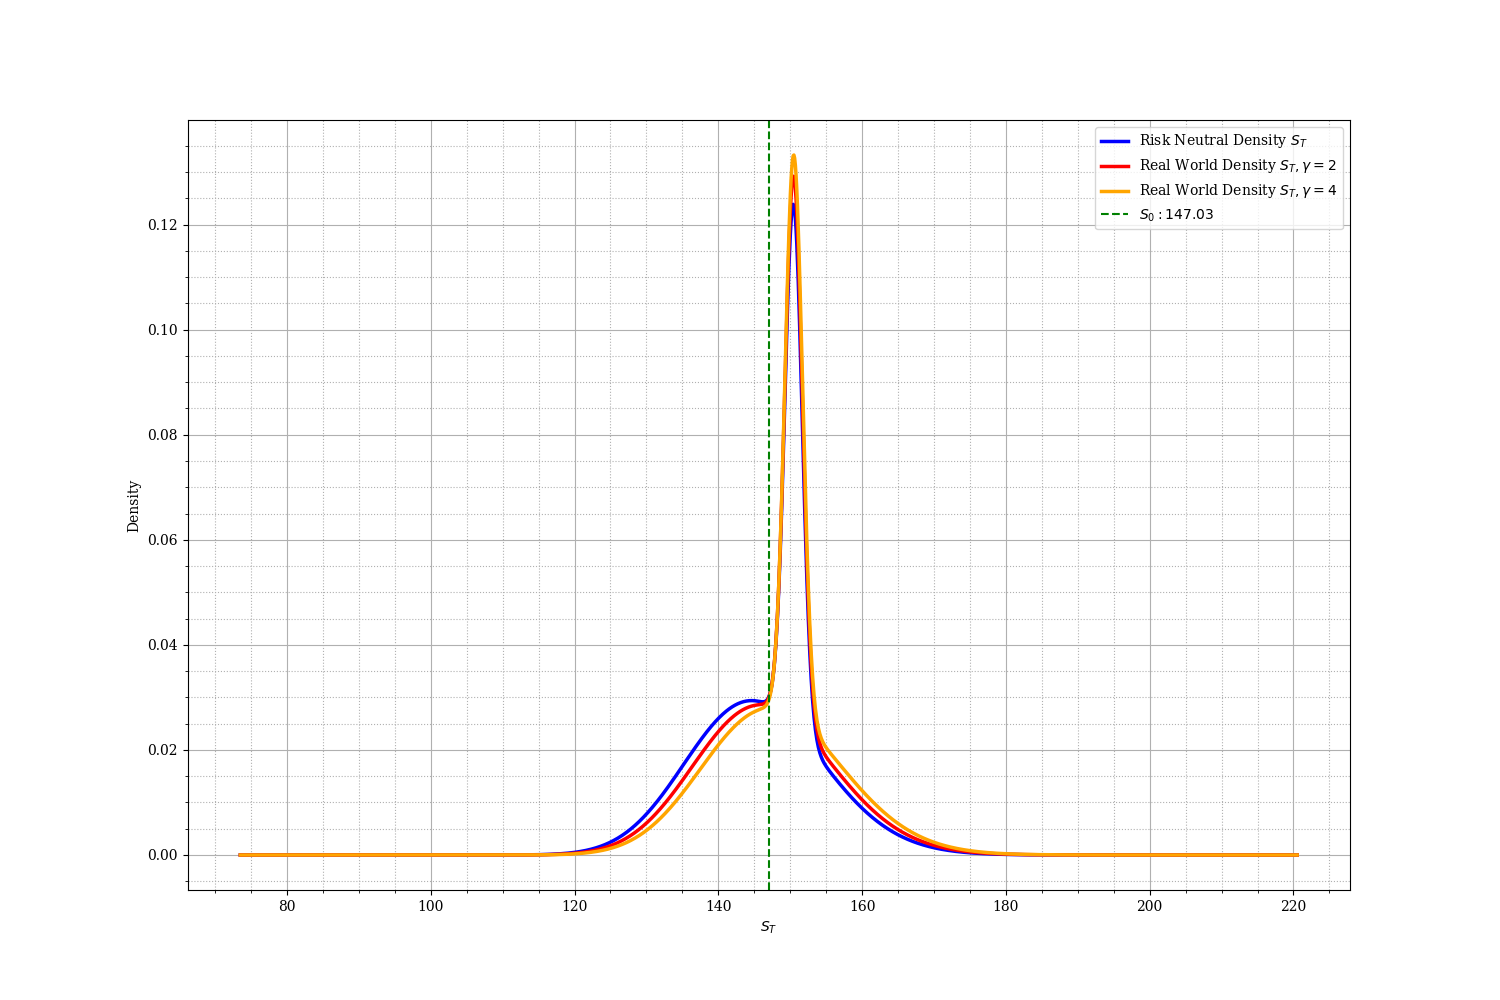 Risk Neutral Density S_T
Real World Density S_T, γ = 2
Real World Density S_T, γ = 4
S_0 : 147.03
0.12
0.10
0.08
0.06
0.04
0.02
0.00
Density
80 100 120 140 160 180 200 220
S_T